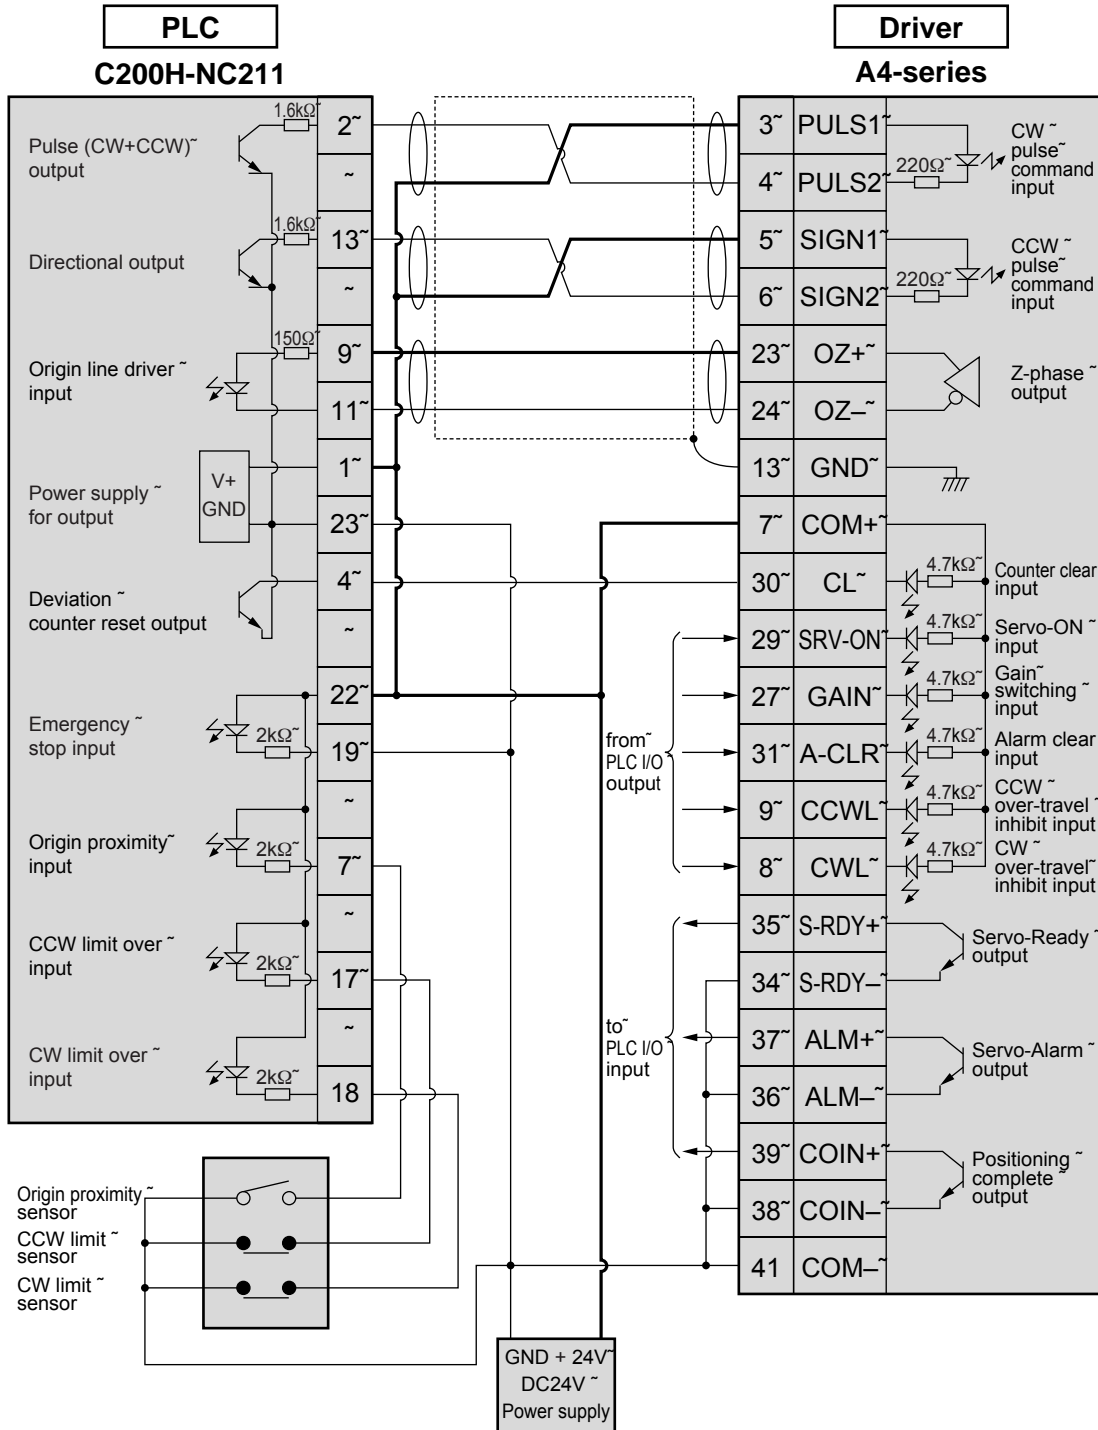 PLC
C200H-NC211
Driver
A4-series
Pulse (CW+CCW)~
output
1.6kΩ~
2~
~
Directional output
1.6kΩ~
13~
~
Origin line driver ~
input
150Ω~
9~
11~
Power supply ~
for output
V+
GND
1~
23~
Deviation ~
counter reset output
4~
~
Emergency ~
stop input
22~
2kΩ~
19~
~
Origin proximity~
input
2kΩ~
7~
~
CCW limit over ~
input
2kΩ~
17~
~
CW limit over ~
input
2kΩ~
18
Origin proximity ~
sensor
CCW limit ~
sensor
CW limit ~
sensor
GND + 24V~
DC24V ~
Power supply
from~
PLC I/O
output
to~
PLC I/O
input
3~ PULS1~
4~ PULS2~
220Ω~
CW ~
pulse~
command
input
5~ SIGN1~
6~ SIGN2~
220Ω~
CCW ~
pulse~
command
input
23~ OZ+~
24~ OZ–~
Z-phase ~
output
13~ GND~
7~ COM+~
30~ CL~
4.7kΩ~
Counter clear
input
29~ SRV-ON~
4.7kΩ~
Servo-ON ~
input
27~ GAIN~
4.7kΩ~
Gain~
switching ~
input
31~ A-CLR~
4.7kΩ~
Alarm clear
input
9~ CCWL~
4.7kΩ~
CCW ~
over-travel ~
inhibit input
8~ CWL~
4.7kΩ~
CW ~
over-travel~
inhibit input
35~ S-RDY+~
34~ S-RDY–~
Servo-Ready ~
output
37~ ALM+~
36~ ALM–~
Servo-Alarm ~
output
39~ COIN+~
38~ COIN–~
Positioning ~
complete ~
output
41 COM–~